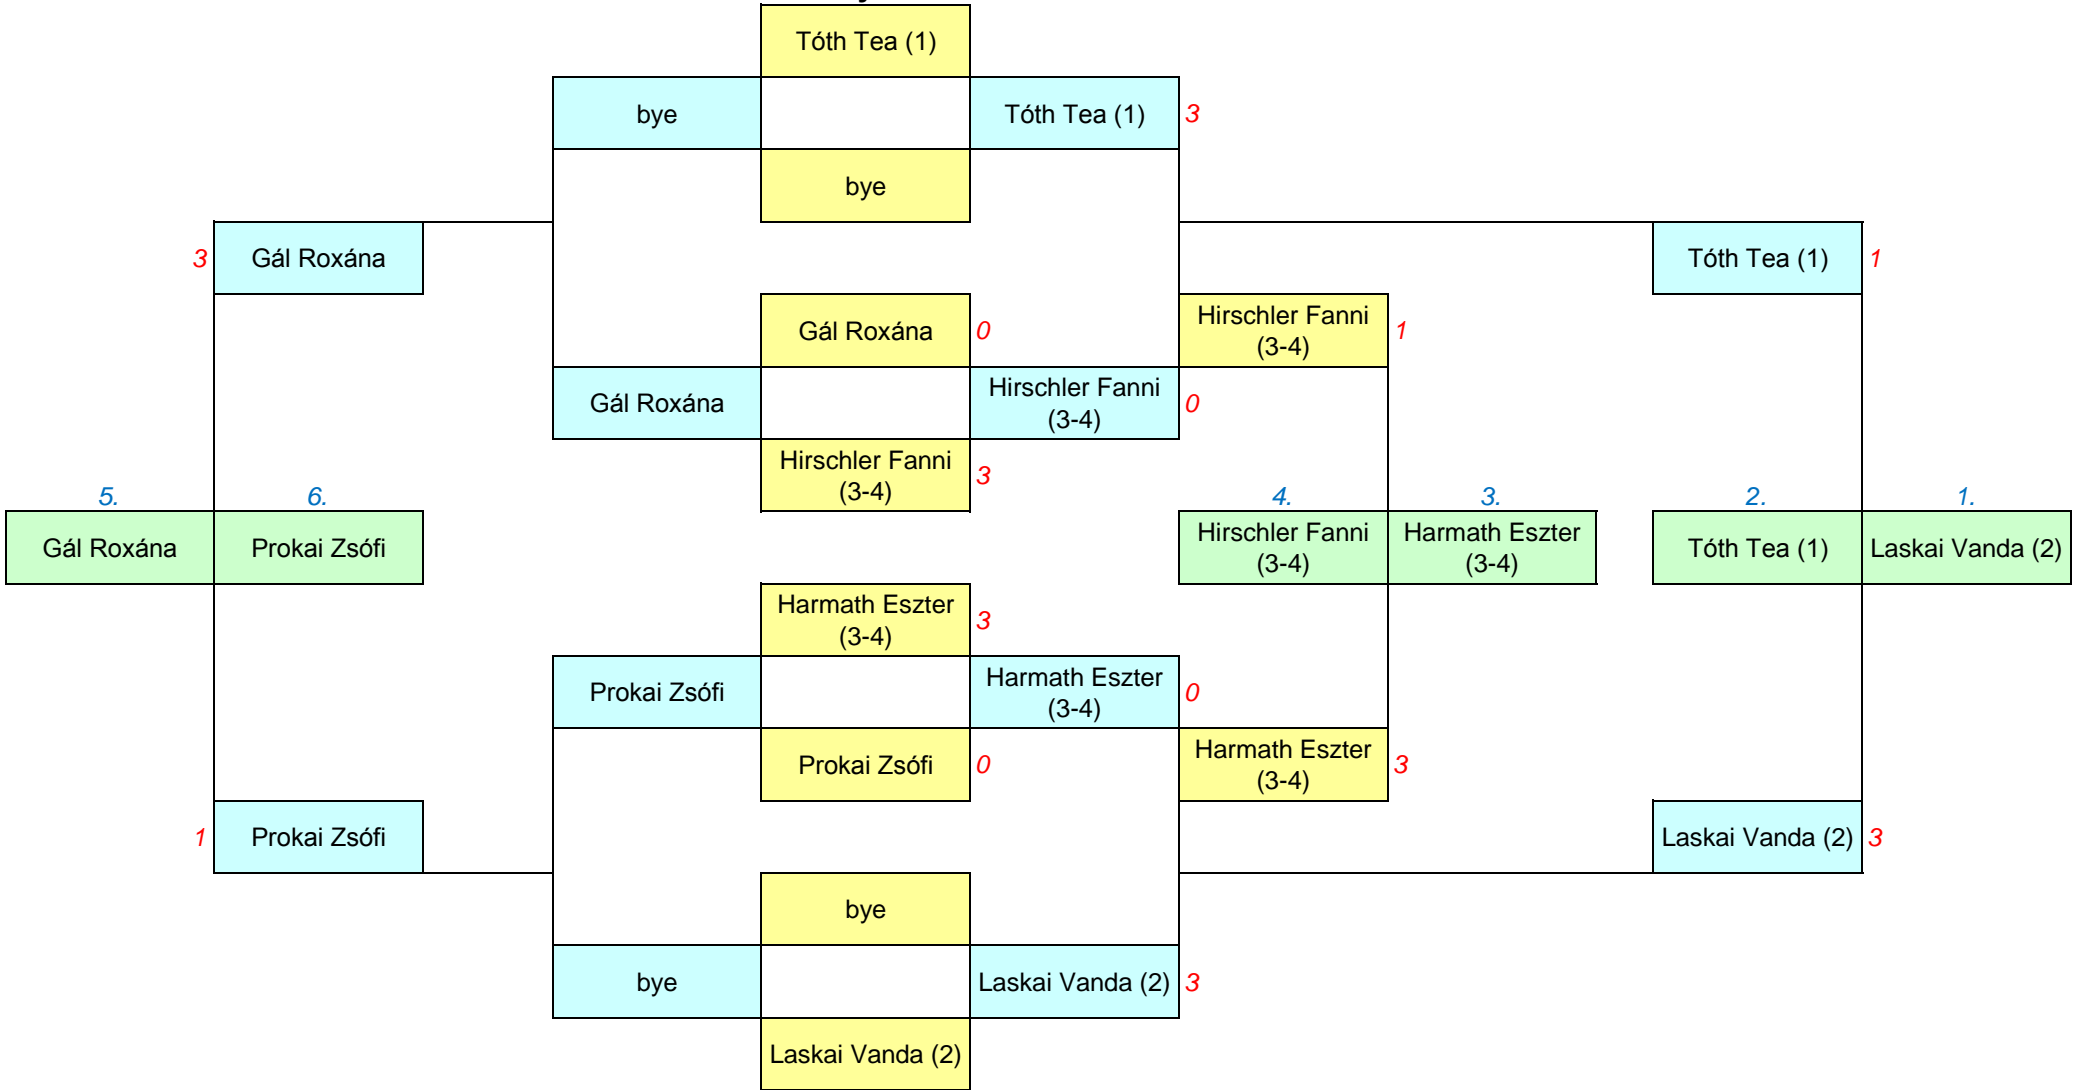 Tóth Tea (1)
bye
Tóth Tea (1)
3
bye
3
Gál Roxána
Tóth Tea (1)
1
Gál Roxána
0
Hirschler Fanni
(3-4)
1
Gál Roxána
Hirschler Fanni
(3-4)
0
Hirschler Fanni
(3-4)
3
5.
6.
4.
3.
2.
1.
Gál Roxána
Prokai Zsófi
Hirschler Fanni
(3-4)
Harmath Eszter
(3-4)
Tóth Tea (1)
Laskai Vanda (2)
Harmath Eszter
(3-4)
3
Prokai Zsófi
Harmath Eszter
(3-4)
0
Prokai Zsófi
0
Harmath Eszter
(3-4)
3
1
Prokai Zsófi
Laskai Vanda (2)
3
bye
bye
Laskai Vanda (2)
3
Laskai Vanda (2)